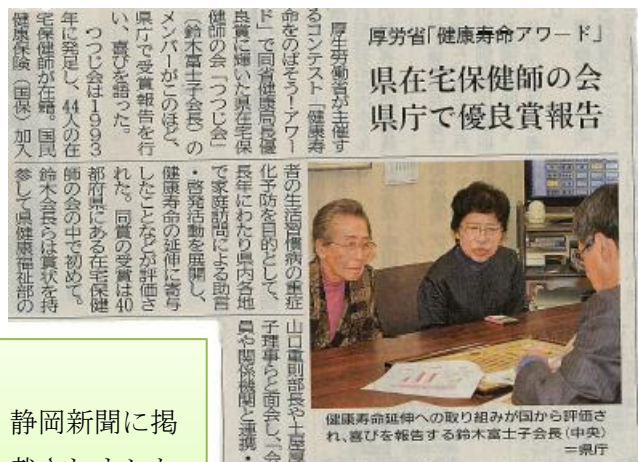 厚労省「健康寿命アワード」
県在宅保健師の会
県庁で優良賞報告
厚生労働省が主催す
るコンテスト「健康寿
命をのばそう！アワー
ド」で同省健康局長優
良賞に輝いた県在宅保
健師の会「つつじ会」
（鈴木富士子会長）の
メンバーがこのほど、
県庁で受賞報告を行
い、喜びを語った。
つつじ会は１９９３
年に発足し、４４人の在
宅保健師が在籍。国民
健康保険（国保）加入
者の生活習慣病の重症
化予防を目的として、
長年にわたり県内各地
で家庭訪問による助言
・啓発活動を展開し、
健康寿命の延伸に寄与
したことなどが評価さ
れた。同賞の受賞は４０
都府県にある在宅保健
師の会の中で初めて。
鈴木会長らは賞状を持
参して県健康福祉部の
山口重則部長や土屋厚
子理事らと面会し、「会
員や関係機関と連携・
健康寿命延伸への取り組みが国から評価さ
れ、喜びを報告する鈴木富士子会長（中央）
＝県庁
静岡新聞に掲
載されました